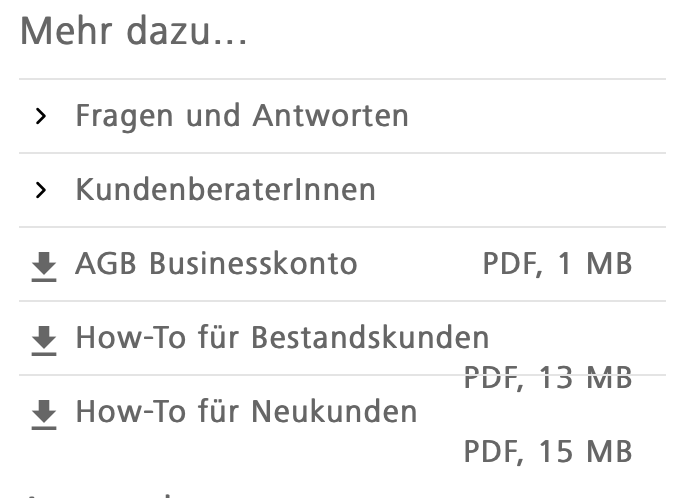 Mehr dazu...
Fragen und Antworten
KundenberaterInnen
AGB Businesskonto PDF, 1 MB
How-To für Bestandskunden
PDF, 13 MB
How-To für Neukunden
PDF, 15 MB